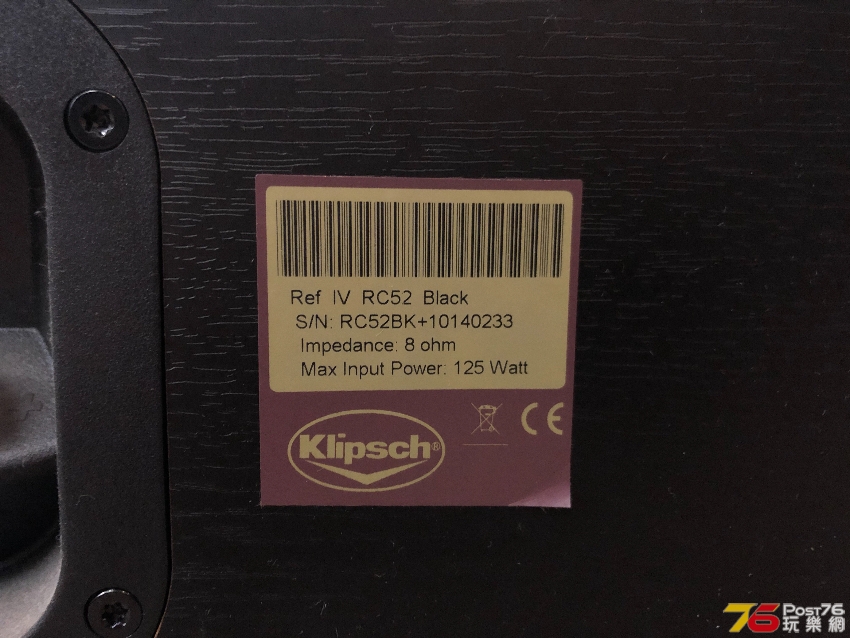 Ref IV RC52 Black
S/N: RC52BK+10140233
Impedance: 8 ohm
Max Input Power: 125 Watt
Klipsch®
CE
76 Post76
玩樂網